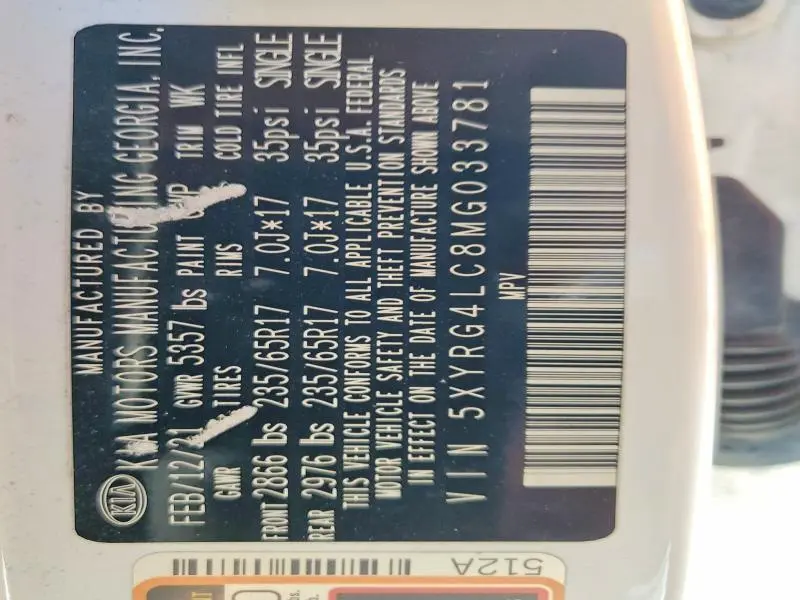 MANUFACTURED BY
KIA KIA MOTORS MANUFACTURING GEORGIA, INC.
FEB/12/21 GVWR 5357 lbs PAINT TRIM WK
GAWR TIRES RIMS COLD TIRE INFL
FRONT 2866 lbs 235/65R17 7.0J*17 35psi SINGLE
REAR 2976 lbs 235/65R17 7.0J*17 35psi SINGLE
THIS VEHICLE CONFORMS TO ALL APPLICABLE U.S.A. FEDERAL
MOTOR VEHICLE SAFETY AND THEFT PREVENTION STANDARDS
IN EFFECT ON THE DATE OF MANUFACTURE SHOWN ABOVE
VIN 5XYRG4LC8MG033781
MPV
512A